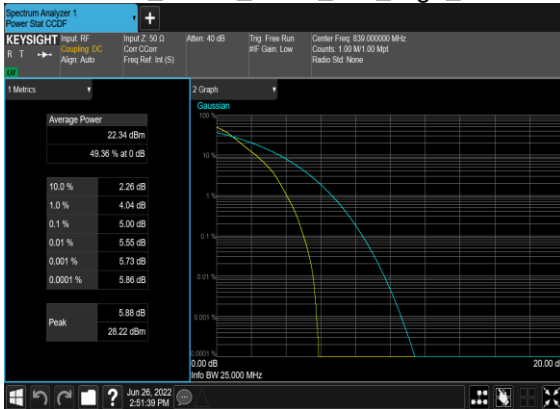 Spectrum Analyzer 1
Power Stat CCDF
KEYSIGHT
R T
Input: RF
Coupling: DC
Align: Auto
Input Z: 50 Ω
Corr CCorr
Freq Ref: Int (S)
Atten: 40 dB
Trig: Free Run
#IF Gain: Low
Center Freq: 839.000000 MHz
Counts: 1.00 M/1.00 Mpt
Radio Std: None
1 Metrics
Average Power
22.34 dBm
49.36 % at 0 dB
10.0 % 2.26 dB
1.0 % 4.04 dB
0.1 % 5.00 dB
0.01 % 5.55 dB
0.001 % 5.73 dB
0.0001 % 5.86 dB
Peak
5.88 dB
28.22 dBm
2 Graph
Gaussian
100 %
10 %
1 %
0.1 %
0.01 %
0.001 %
0.0001 %
0.00 dB
20.00 d
Info BW 25.000 MHz
?
Jun 26, 2022
2:51:39 PM